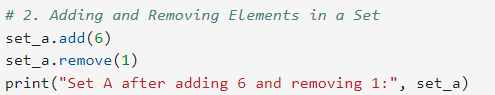 # 2. Adding and Removing Elements in a Set
set_a.add(6)
set_a.remove(1)
print("Set A after adding 6 and removing 1:", set_a)